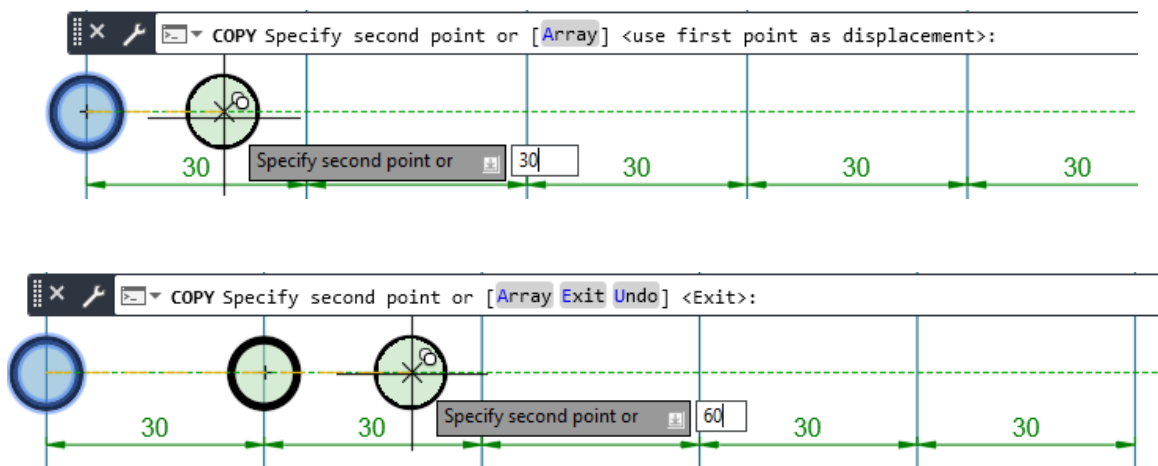 COPY Specify second point or [Array] <use first point as displacement>:
Specify second point or 30
30 30 30 30
COPY Specify second point or [Array Exit Undo] <Exit>:
Specify second point or 60
30 30 30 30